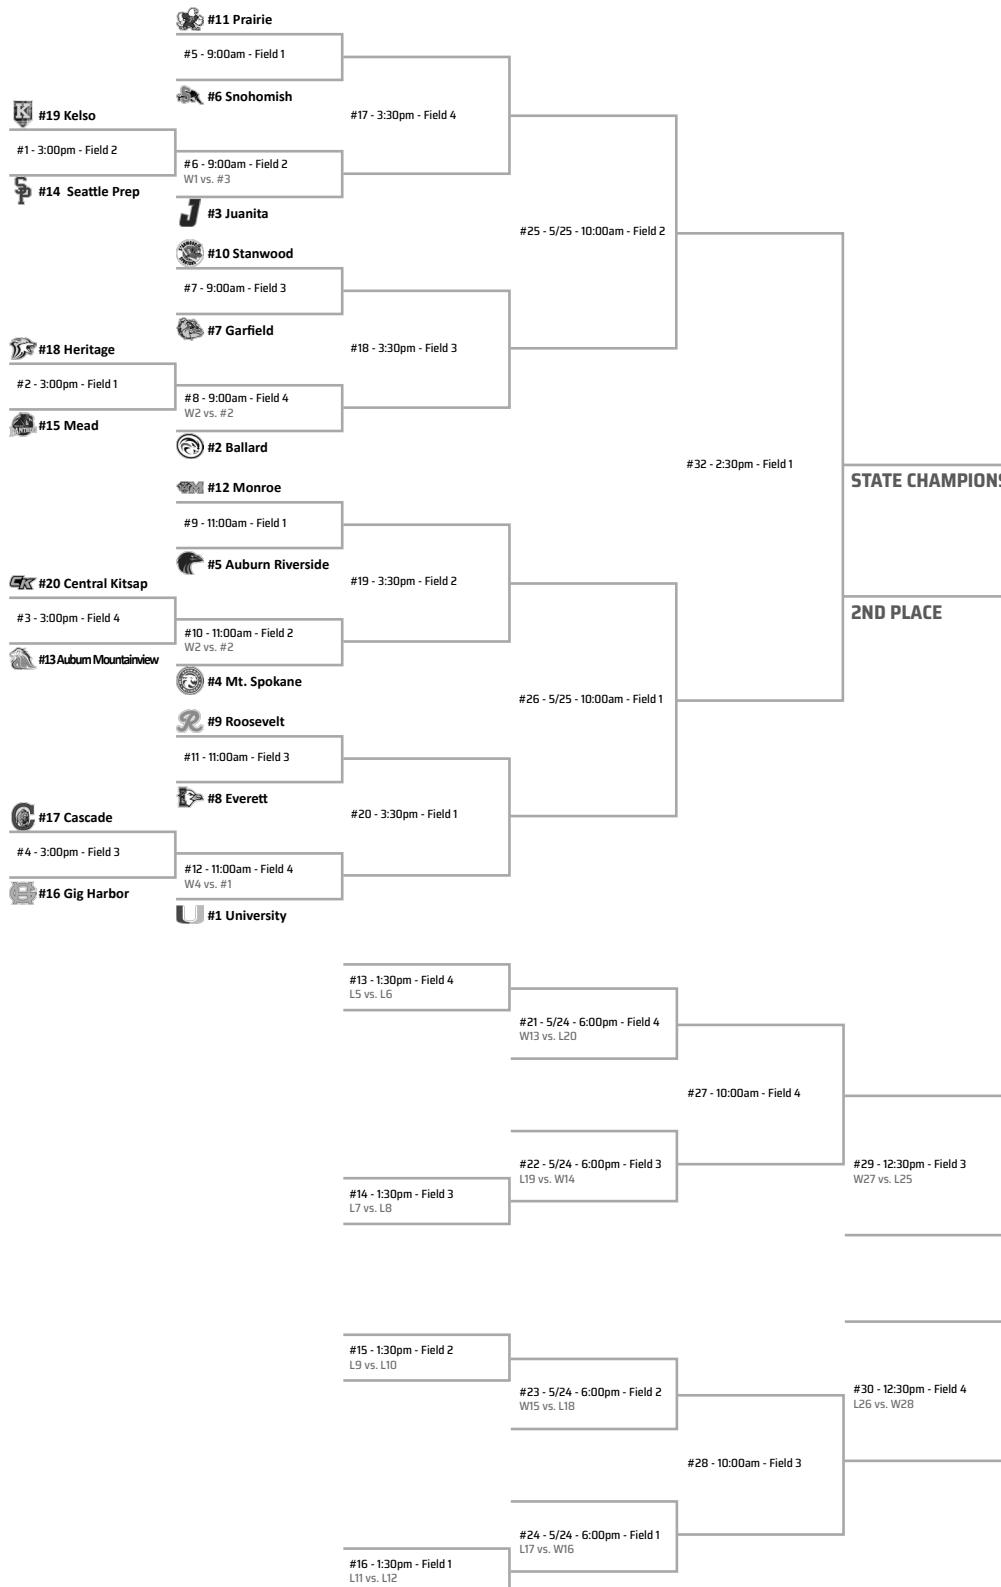 #11 Prairie
#5 - 9:00am - Field 1
#6 Snohomish
#19 Kelso
#17 - 3:30pm - Field 4
#1 - 3:00pm - Field 2
#6 - 9:00am - Field 2
W1 vs. #3
#14 Seattle Prep
#3 Juanita
#25 - 5/25 - 10:00am - Field 2
#10 Stanwood
#7 - 9:00am - Field 3
#7 Garfield
#18 Heritage
#18 - 3:30pm - Field 3
#2 - 3:00pm - Field 1
#8 - 9:00am - Field 4
W2 vs. #2
#15 Mead
#2 Ballard
#32 - 2:30pm - Field 1
STATE CHAMPIONS
#12 Monroe
#9 - 11:00am - Field 1
#5 Auburn Riverside
#20 Central Kitsap
#19 - 3:30pm - Field 2
2ND PLACE
#3 - 3:00pm - Field 4
#10 - 11:00am - Field 2
W2 vs. #2
#13 Auburn Mountainview
#4 Mt. Spokane
#26 - 5/25 - 10:00am - Field 1
#9 Roosevelt
#11 - 11:00am - Field 3
#8 Everett
#17 Cascade
#20 - 3:30pm - Field 1
#4 - 3:00pm - Field 3
#12 - 11:00am - Field 4
W4 vs. #1
#16 Gig Harbor
#1 University
#13 - 1:30pm - Field 4
L5 vs. L6
#21 - 5/24 - 6:00pm - Field 4
W13 vs. L20
#27 - 10:00am - Field 4
#22 - 5/24 - 6:00pm - Field 3
L19 vs. W14
#29 - 12:30pm - Field 3
W27 vs. L25
#14 - 1:30pm - Field 3
L7 vs. L8
#15 - 1:30pm - Field 2
L9 vs. L10
#23 - 5/24 - 6:00pm - Field 2
W15 vs. L18
#30 - 12:30pm - Field 4
L26 vs. W28
#28 - 10:00am - Field 3
#24 - 5/24 - 6:00pm - Field 1
L17 vs. W16
#16 - 1:30pm - Field 1
L11 vs. L12